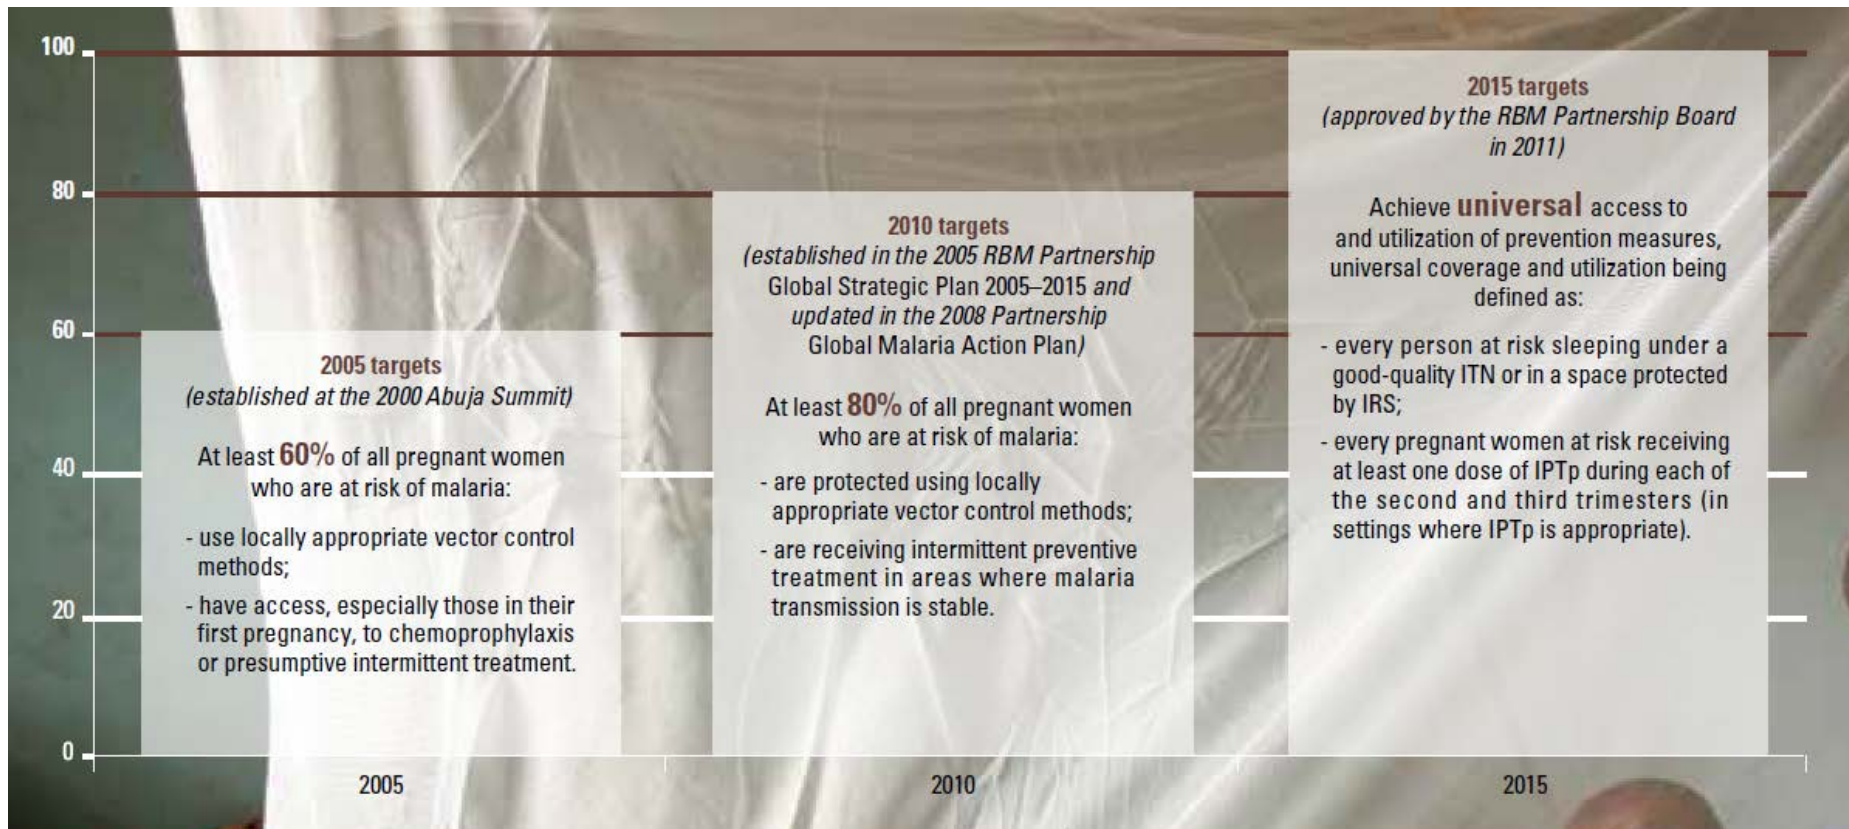 100
80
60
40
20
0
2005 targets
(established at the 2000 Abuja Summit)
At least 60% of all pregnant women
who are at risk of malaria:
- use locally appropriate vector control
methods;
- have access, especially those in their
first pregnancy, to chemoprophylaxis
or presumptive intermittent treatment.
2010 targets
(established in the 2005 RBM Partnership
Global Strategic Plan 2005–2015 and
updated in the 2008 Partnership
Global Malaria Action Plan)
At least 80% of all pregnant women
who are at risk of malaria:
- are protected using locally
appropriate vector control methods;
- are receiving intermittent preventive
treatment in areas where malaria
transmission is stable.
2015 targets
(approved by the RBM Partnership Board
in 2011)
Achieve universal access to
and utilization of prevention measures,
universal coverage and utilization being
defined as:
- every person at risk sleeping under a
good-quality ITN or in a space protected
by IRS;
- every pregnant women at risk receiving
at least one dose of IPTp during each of
the second and third trimesters (in
settings where IPTp is appropriate).
2005
2010
2015